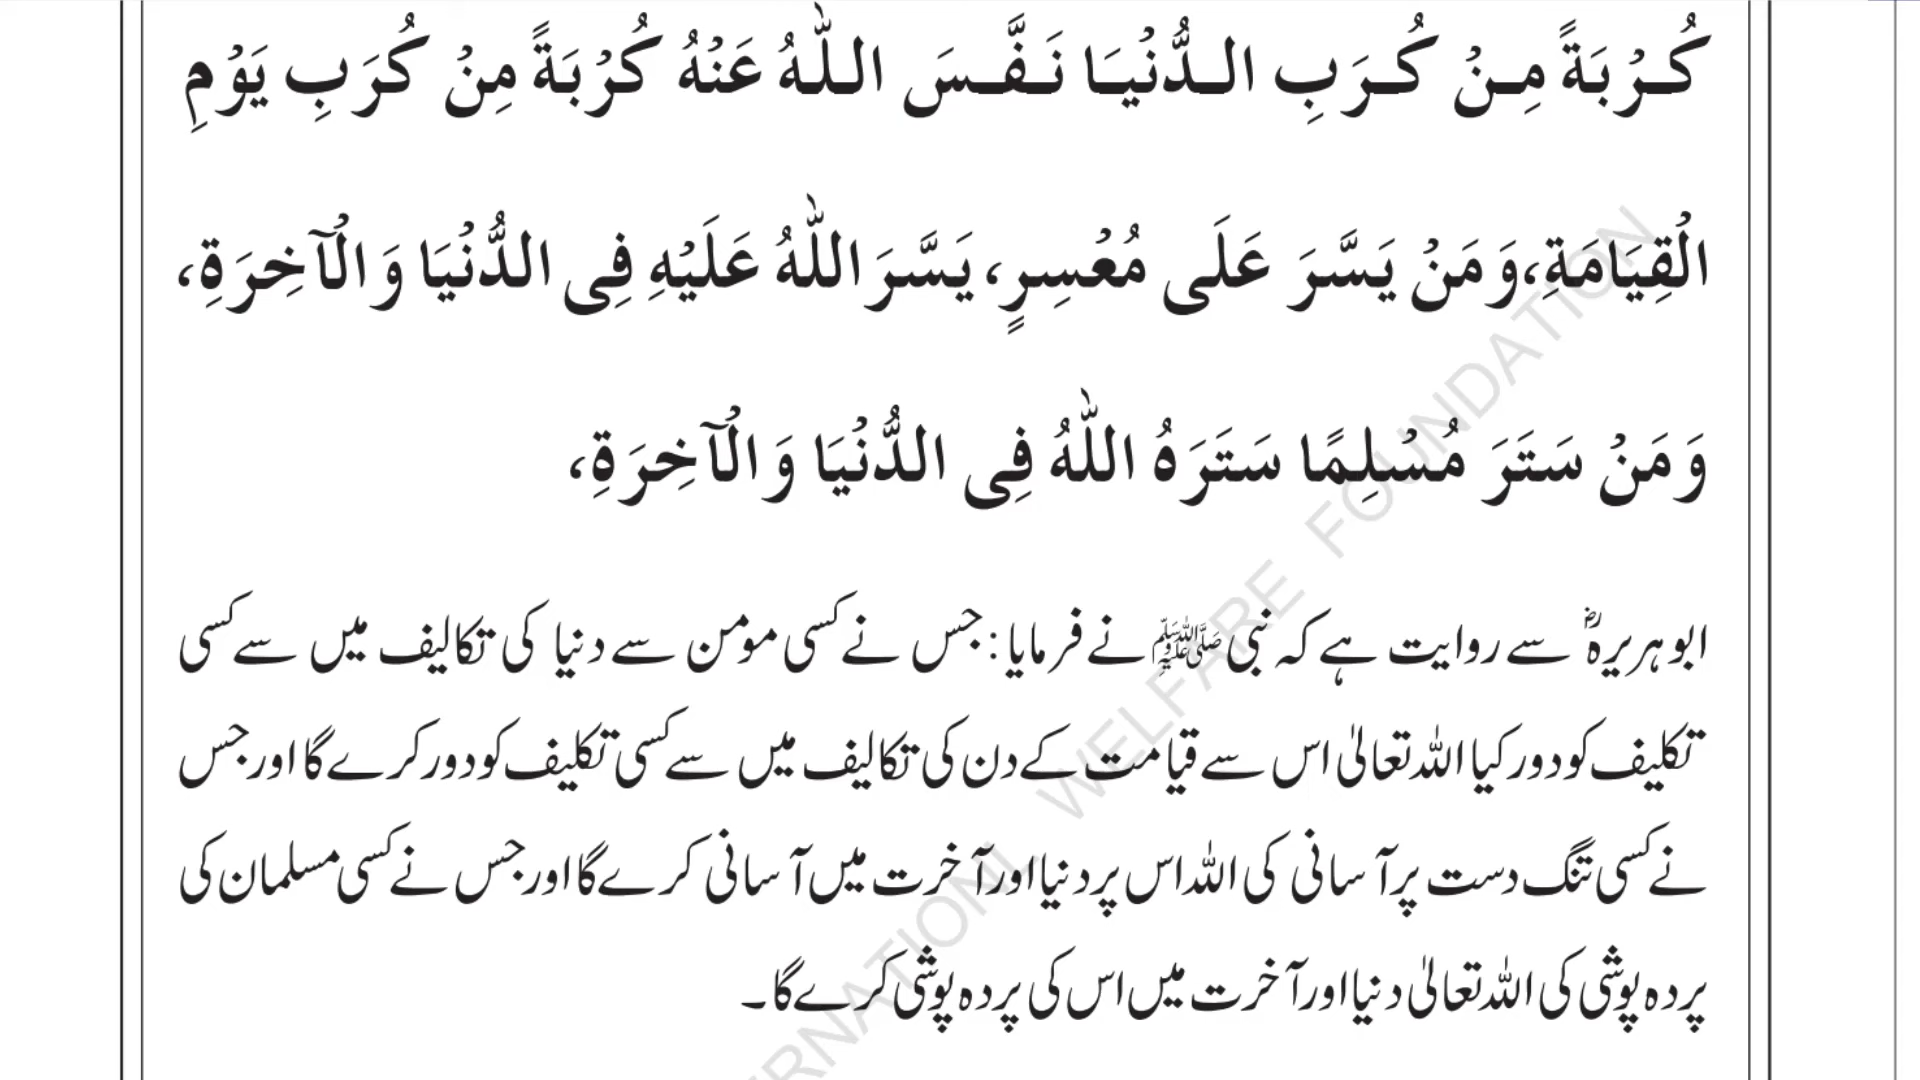 كُرْبَةً مِنْ كُرَبِ الدُّنْيَا نَفَّسَ اللّٰهُ عَنْهُ كُرْبَةً مِنْ كُرَبِ يَوْمِ
الْقِيَامَةِ، وَمَنْ يَسَّرَ عَلَى مُعْسِرٍ، يَسَّرَ اللّٰهُ عَلَيْهِ فِى الدُّنْيَا وَ الْآخِرَةِ،
وَمَنْ سَتَرَ مُسْلِمًا سَتَرَهُ اللّٰهُ فِى الدُّنْيَا وَ الْآخِرَةِ،
ابو ہریرہؓ سے روایت ہے کہ نبی ﷺ نے فرمایا: جس نے کسی مومن سے دنیا کی تکالیف میں سے کسی
تکلیف کو دور کیا اللہ تعالیٰ اس سے قیامت کے دن کی تکالیف میں سے کسی تکلیف کو دور کرے گا اور جس
نے کسی تنگ دست پر آسانی کی اللہ اس پر دنیا اور آخرت میں آسانی کرے گا اور جس نے کسی مسلمان کی
پردہ پوشی کی اللہ تعالیٰ دنیا اور آخرت میں اس کی پردہ پوشی کرے گا۔
WELFARE FOUNDATION